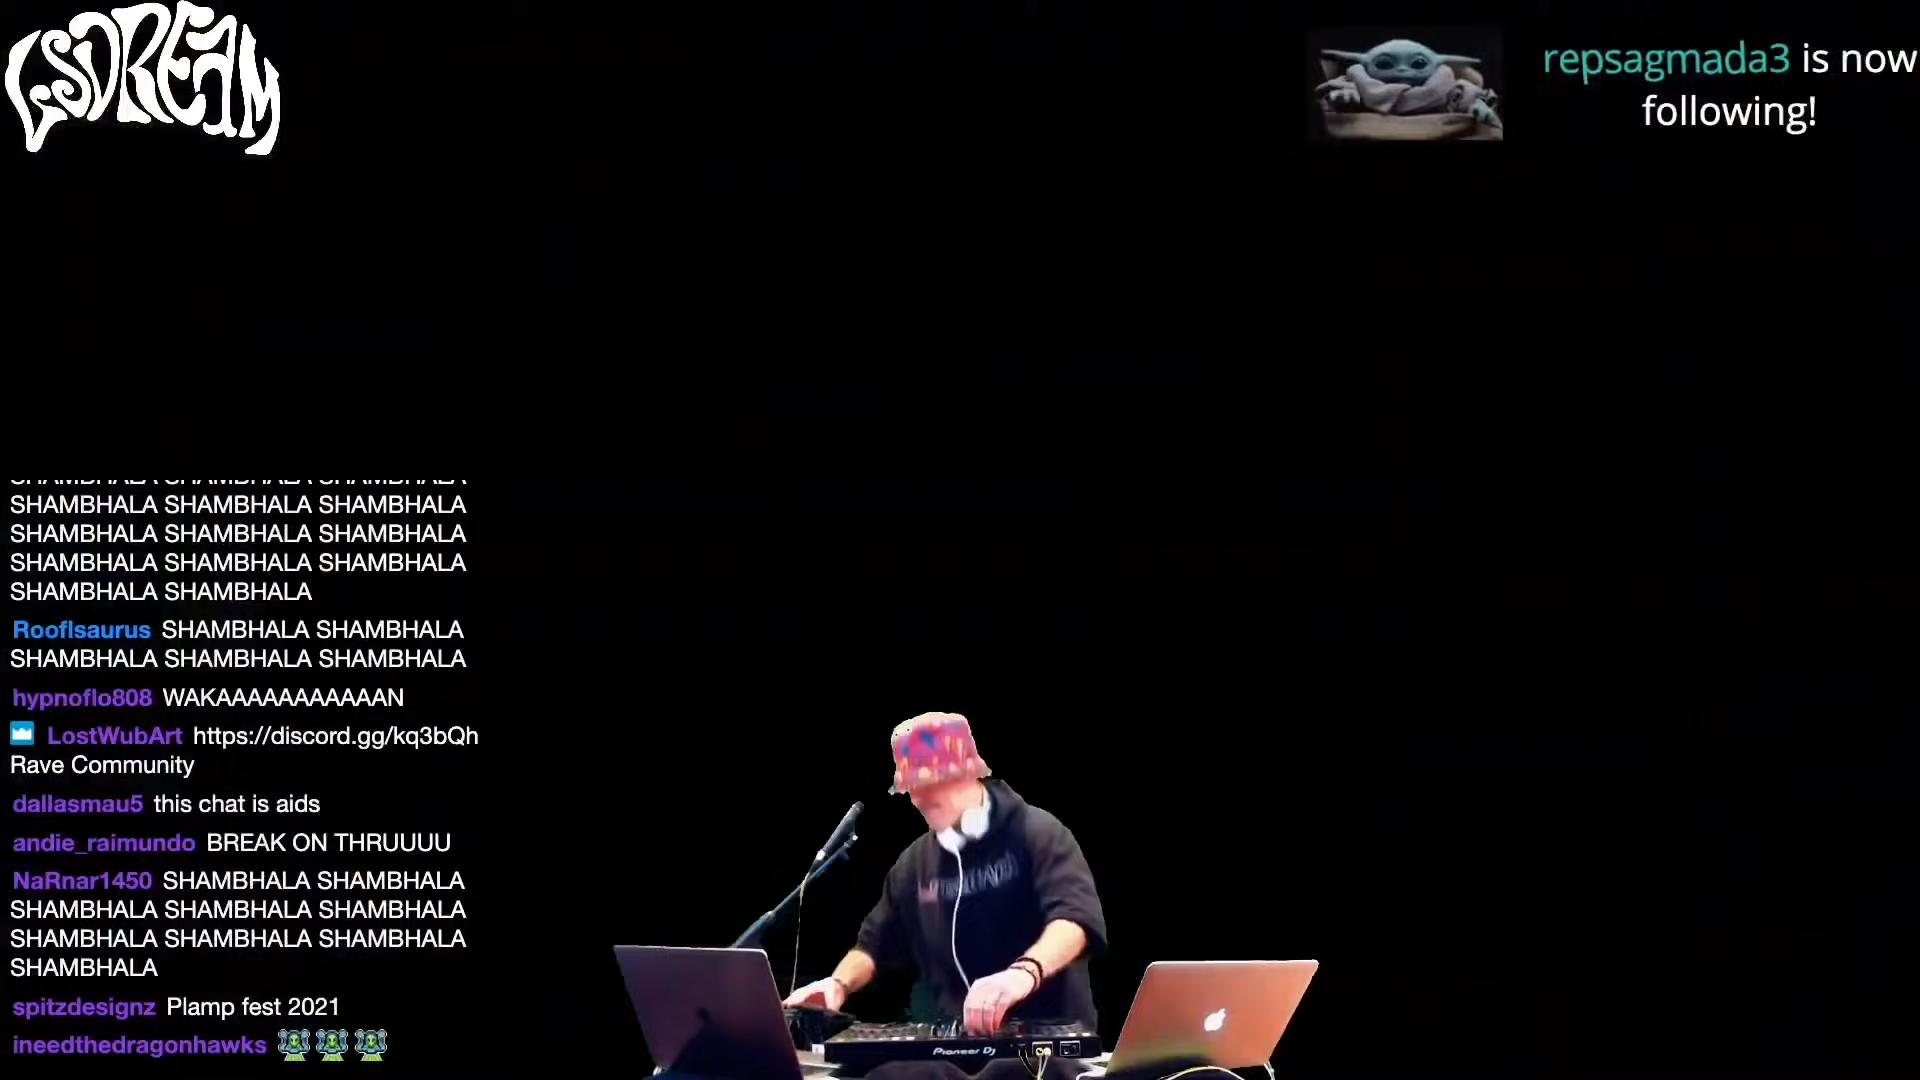 LSDREAM
repsagmada3 is now
following!
SHAMBHALA SHAMBHALA SHAMBHALA
SHAMBHALA SHAMBHALA SHAMBHALA
SHAMBHALA SHAMBHALA SHAMBHALA
SHAMBHALA SHAMBHALA SHAMBHALA
SHAMBHALA SHAMBHALA
Rooflsaurus SHAMBHALA SHAMBHALA
SHAMBHALA SHAMBHALA SHAMBHALA
hypnoflo808 WAKAAAAAAAAAAAN
LostWubArt https://discord.gg/kq3bQh
Rave Community
dallasmau5 this chat is aids
andie_raimundo BREAK ON THRUUUU
NaRnar1450 SHAMBHALA SHAMBHALA
SHAMBHALA SHAMBHALA SHAMBHALA
SHAMBHALA SHAMBHALA SHAMBHALA
SHAMBHALA
spitzdesignz Plamp fest 2021
ineedthedragonhawks
Pioneer DJ